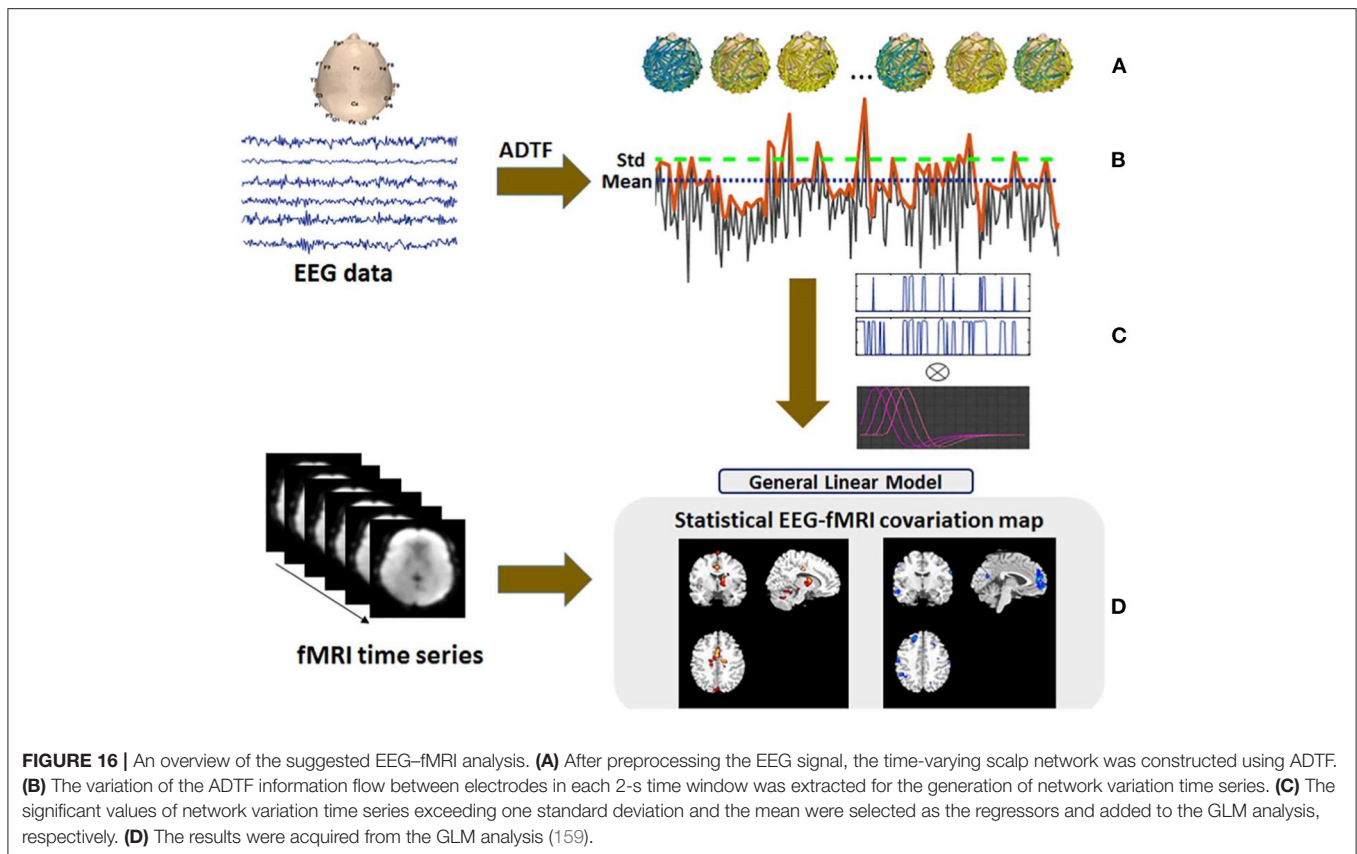 ADTF
A
Std
Mean
B
EEG data
C
General Linear Model
Statistical EEG-fMRI covariation map
D
fMRI time series
FIGURE 16 | An overview of the suggested EEG–fMRI analysis. (A) After preprocessing the EEG signal, the time-varying scalp network was constructed using ADTF.
(B) The variation of the ADTF information flow between electrodes in each 2-s time window was extracted for the generation of network variation time series. (C) The
significant values of network variation time series exceeding one standard deviation and the mean were selected as the regressors and added to the GLM analysis,
respectively. (D) The results were acquired from the GLM analysis (159).